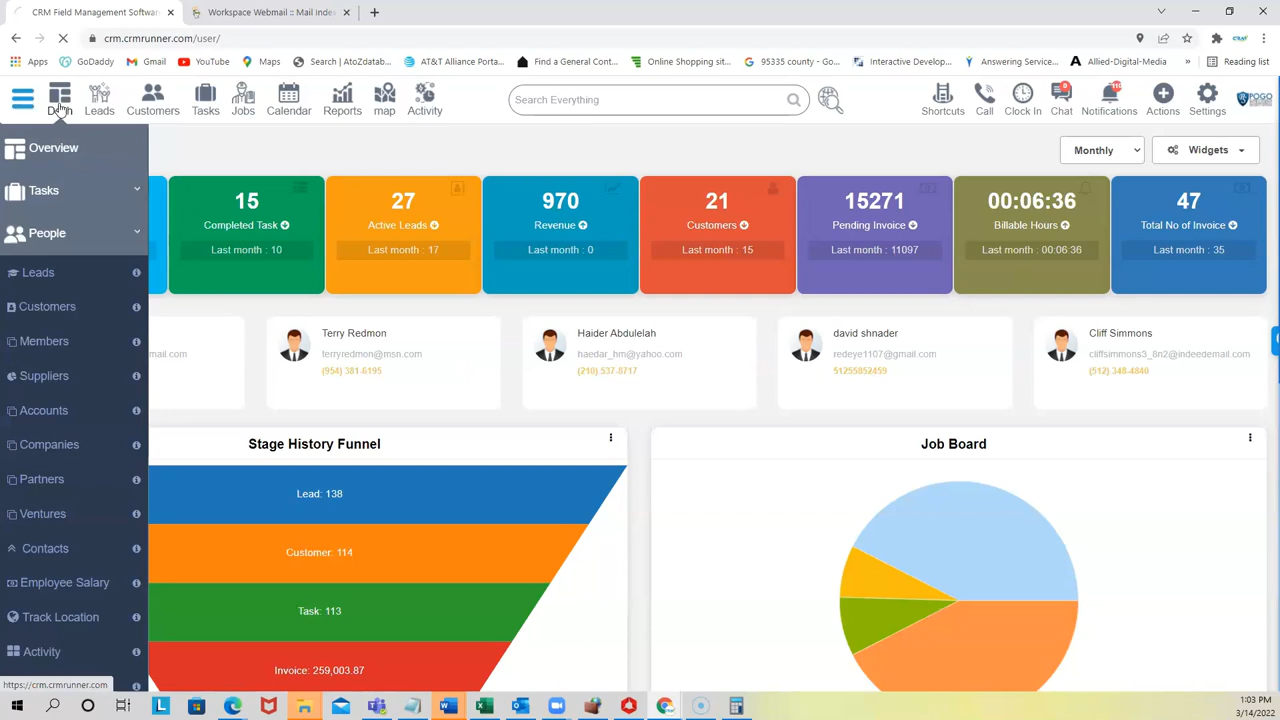 CRM Field Management Softwar
Workspace Webmail :: Mail Index
crm.crmrunner.com/user/
Apps
GoDaddy
Gmail
YouTube
Maps
Search | AtoZdatab...
AT&T Alliance Porta...
Find a General Cont...
Online Shopping sit...
95335 county - Go...
Interactive Develop...
Answering Service...
Allied-Digital-Media
»
Reading list
Leads
Customers
Tasks
Jobs
Calendar
Reports
map
Activity
Search Everything
Shortcuts
Call
Clock In
Chat
Notifications
Actions
Settings
POGO
Overview
Tasks
People
Leads
Customers
Members
Suppliers
Accounts
Companies
Partners
Ventures
Contacts
Employee Salary
Track Location
Activity
https://crm.crmrunner.com
Monthly
Widgets
15
Completed Task
Last month : 10
27
Active Leads
Last month : 17
970
Revenue
Last month : 0
21
Customers
Last month : 15
15271
Pending Invoice
Last month : 11097
00:06:36
Billable Hours
Last month : 00:06:36
47
Total No of Invoice
Last month : 35
mail.com
Terry Redmon
terryredmon@msn.com
(954) 381-6195
Haider Abdulelah
haedar_hm@yahoo.com
(210) 537-8717
david shnader
redeye1107@gmail.com
51255852459
Cliff Simmons
cliffsimmons3_8n2@indeedemail.com
(512) 348-4840
Stage History Funnel
Lead: 138
Customer: 114
Task: 113
Invoice: 259,003.87
Job Board
1:03 PM
3/14/2022